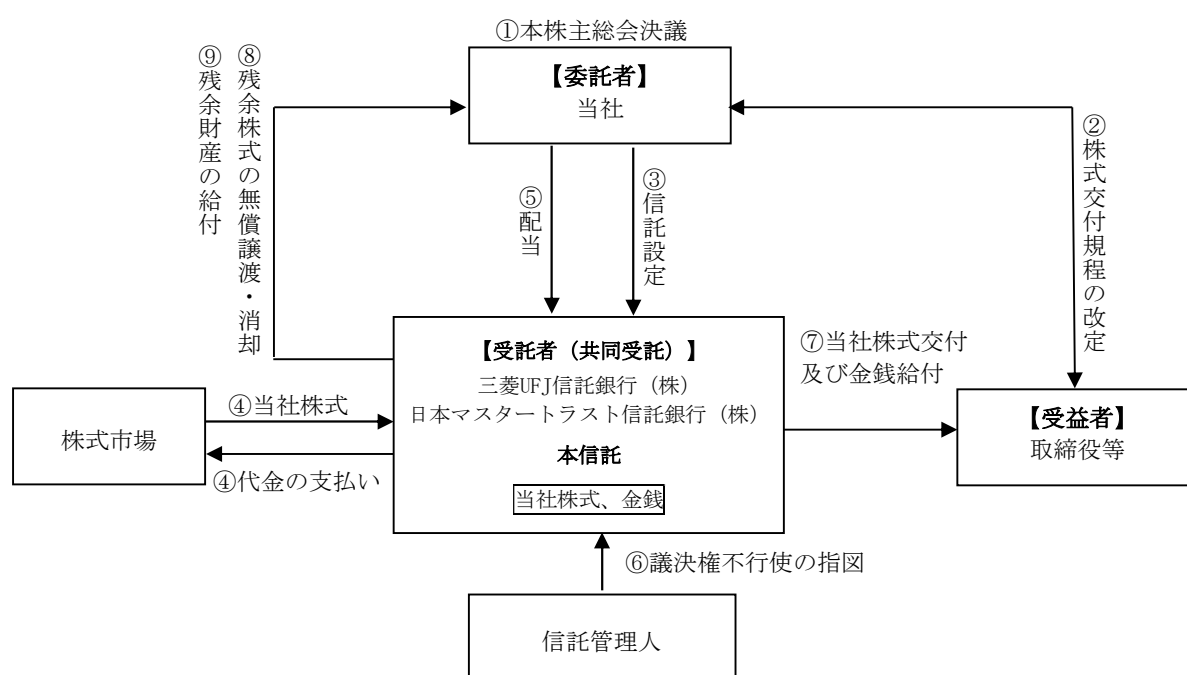 ①本株主総会決議
【委託者】
当社
⑨残余財産の給付
⑧残余株式の無償譲渡・消却
⑤配当
③信託設定
②株式交付規程の改定
【受託者（共同受託）】
三菱UFJ信託銀行（株）
日本マスタートラスト信託銀行（株）
本信託
当社株式、金銭
④当社株式
株式市場
④代金の支払い
⑦当社株式交付
及び金銭給付
【受益者】
取締役等
⑥議決権不行使の指図
信託管理人